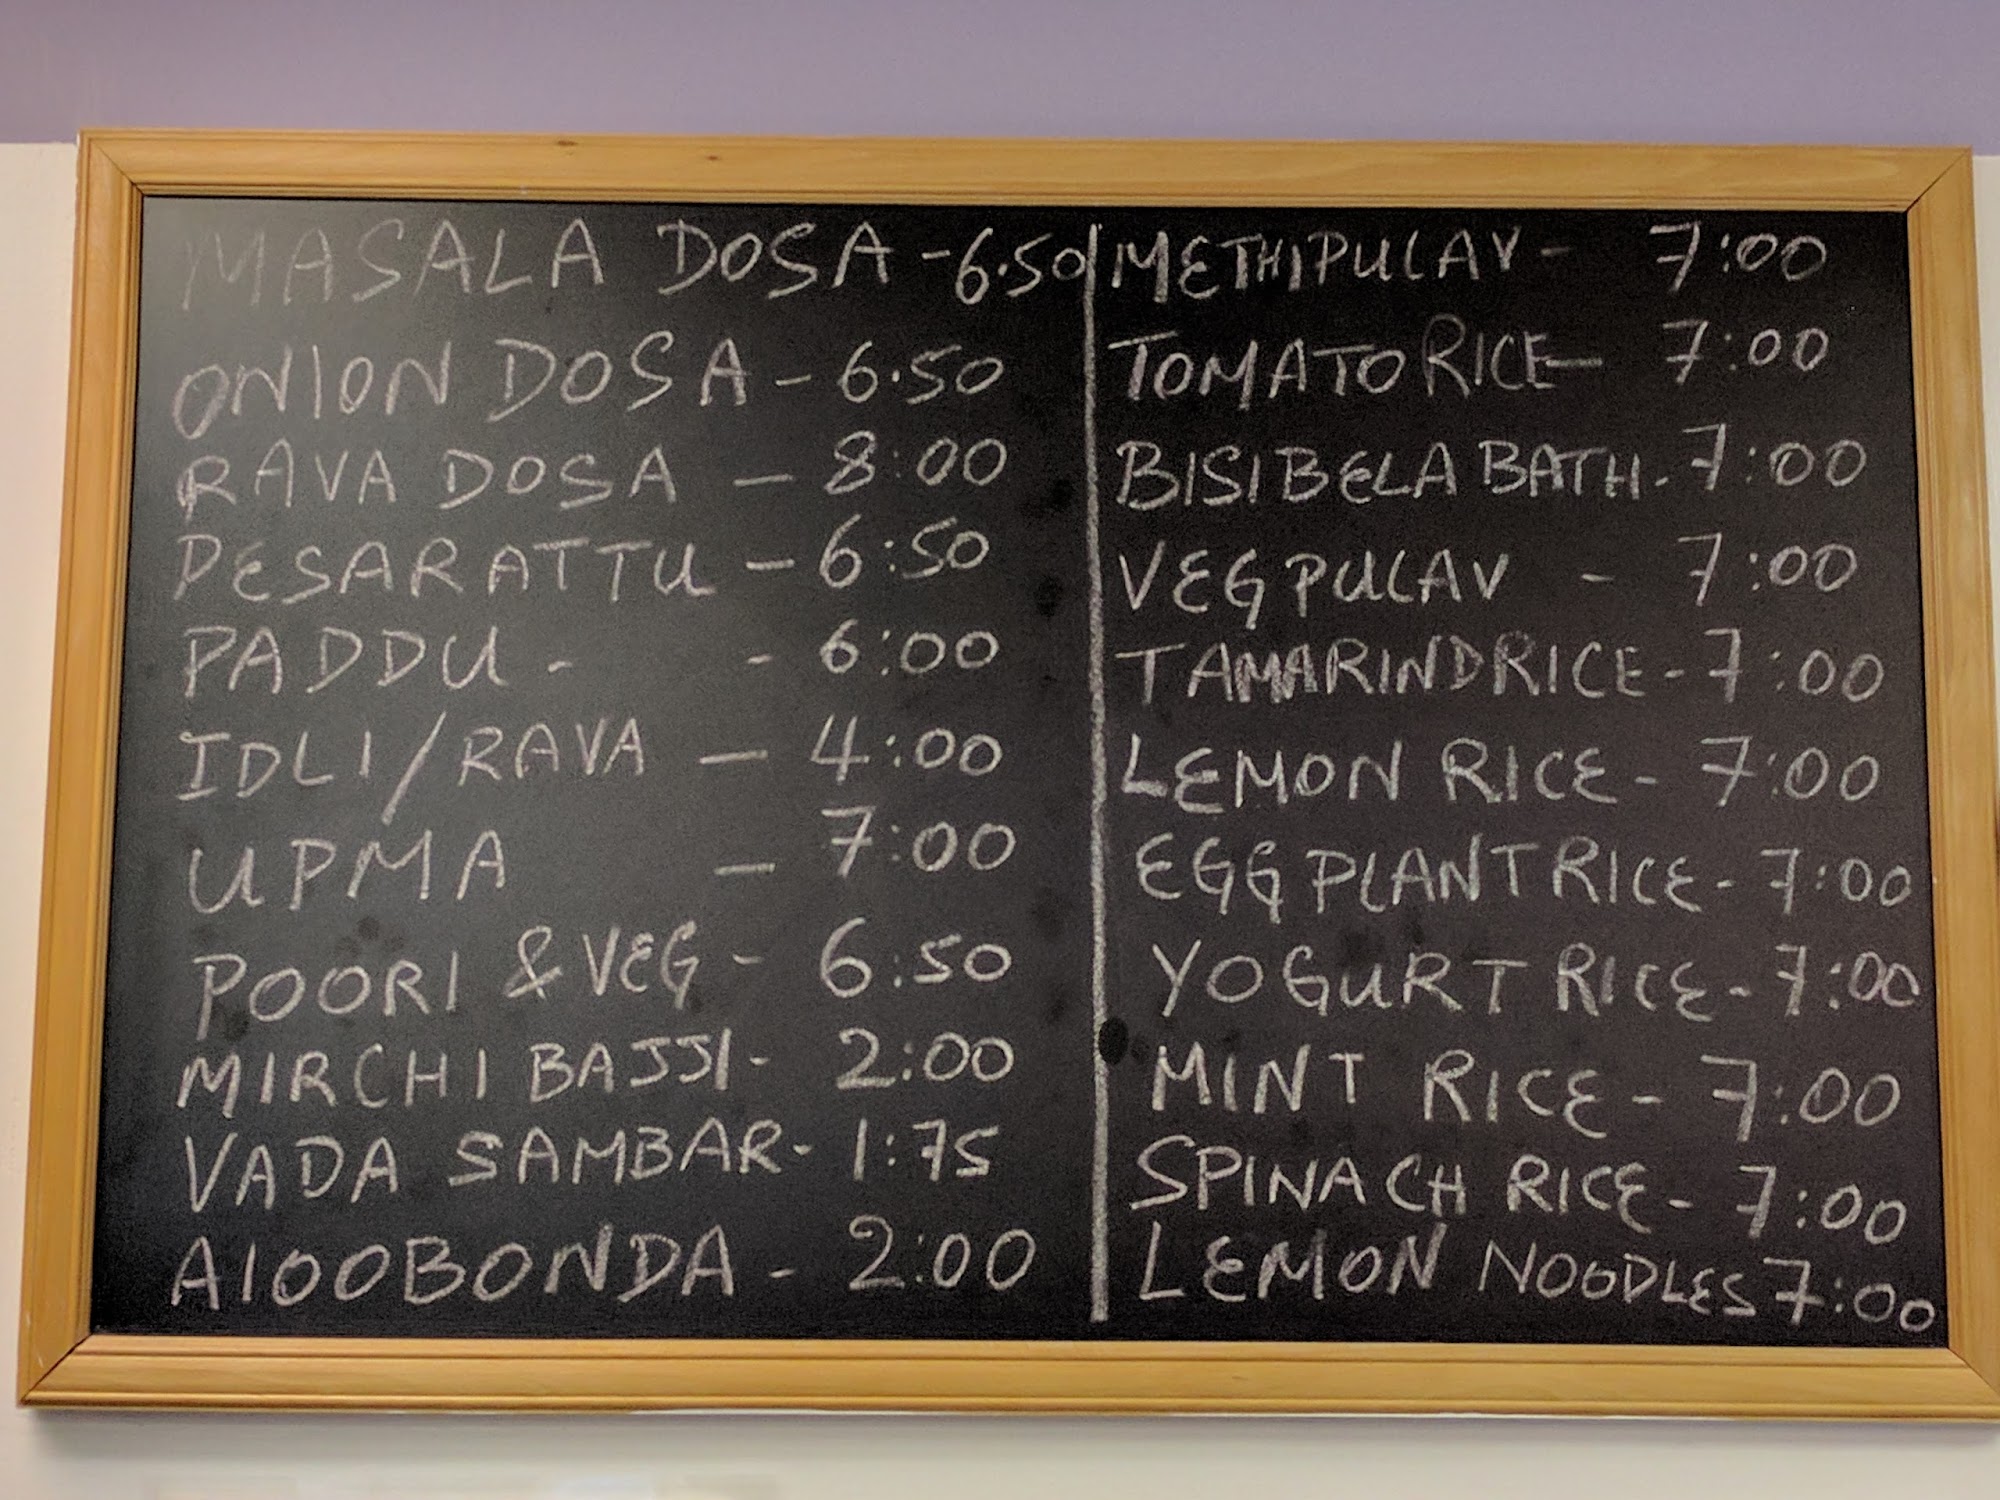 MASALA DOSA - 6.50
ONION DOSA - 6.50
RAVA DOSA - 8:00
PESARATTU - 6:50
PADDU - - 6:00
IDLI/RAVA - 4:00
UPMA - 7:00
POORI & VEG - 6:50
MIRCHI BAJJI - 2:00
VADA SAMBAR - 1:75
AlOOBONDA - 2:00
METHI PULAV - 7:00
TOMATO RICE - 7:00
BISI BELA BATH - 7:00
VEG PULAV - 7:00
TAMARIND RICE - 7:00
LEMON RICE - 7:00
EGG PLANT RICE - 7:00
YOGURT RICE - 7:00
MINT RICE - 7:00
SPINACH RICE - 7:00
LEMON NOODLES 7:00